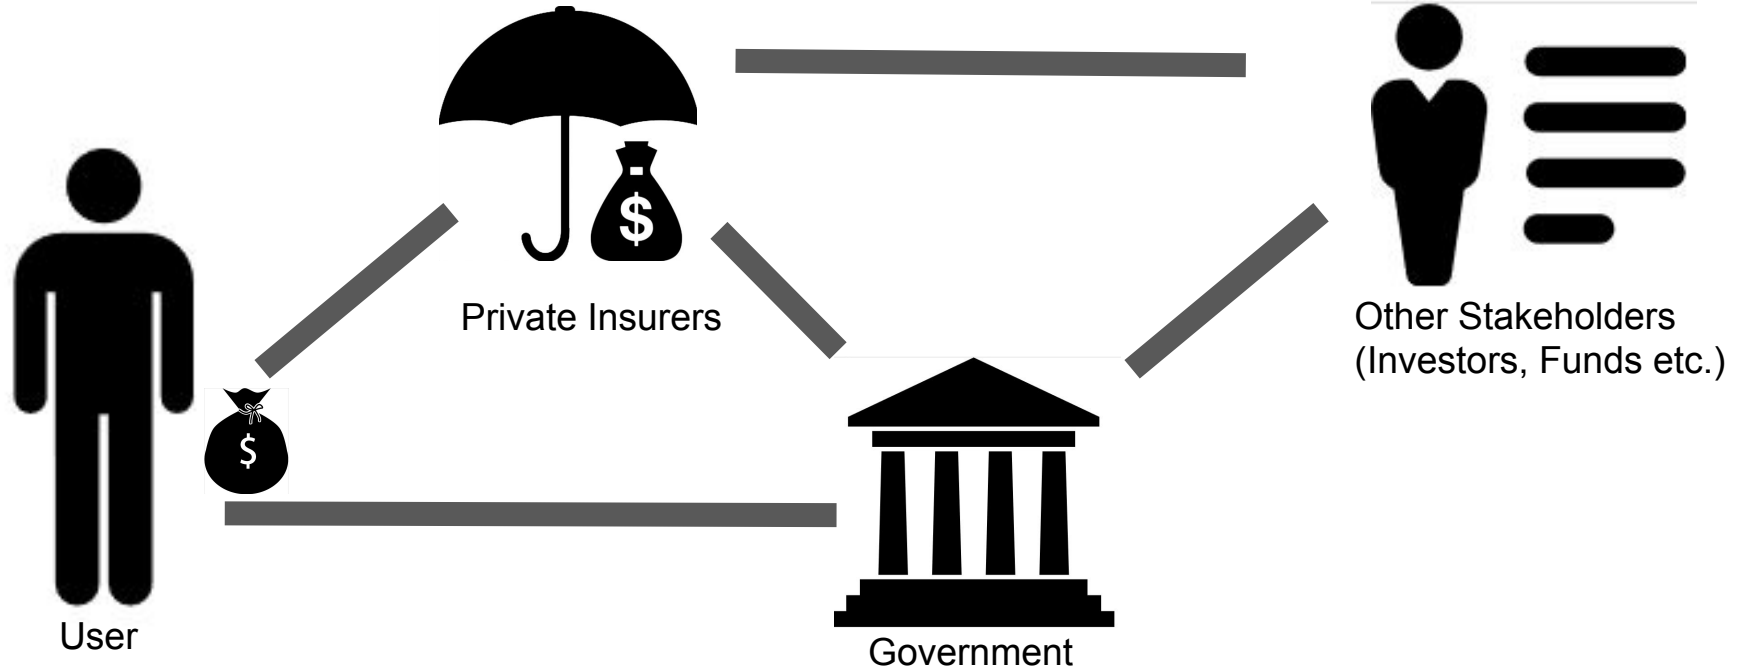 $
Private Insurers
Other Stakeholders
(Investors, Funds etc.)
$
User
Government